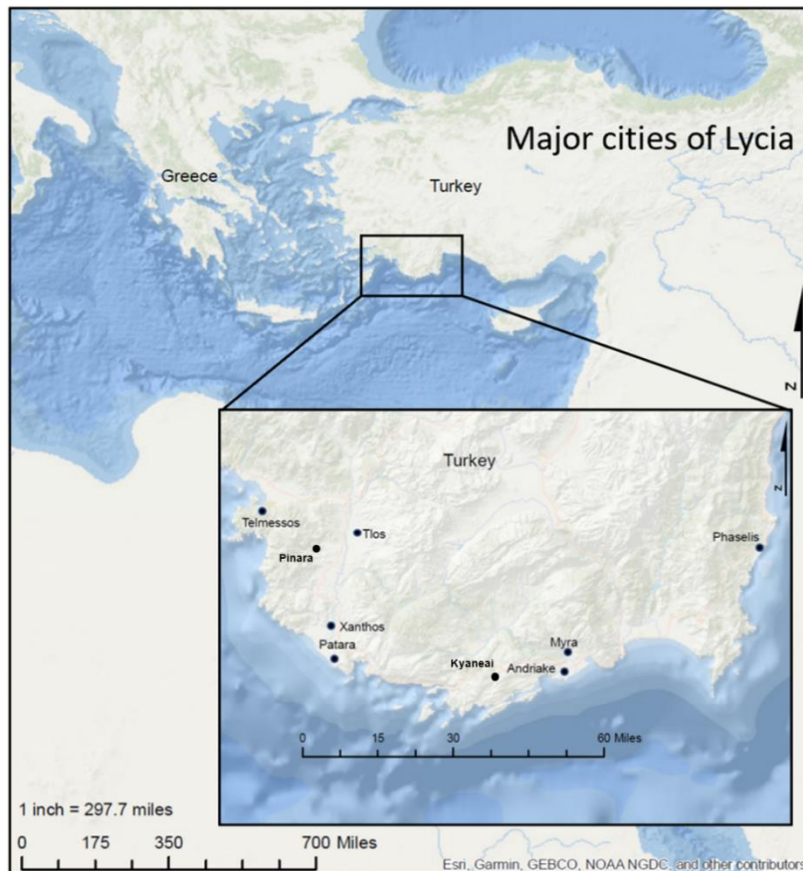 Major cities of Lycia
Greece
Turkey
N
Turkey
N
Telmessos
Tlos
Phaselis
Pinara
Xanthos
Patara
Myra
Kyaneai
Andriake
0 15 30 60 Miles
1 inch = 297.7 miles
0 175 350 700 Miles
Esri, Garmin, GEBCO, NOAA NGDC, and other contributors